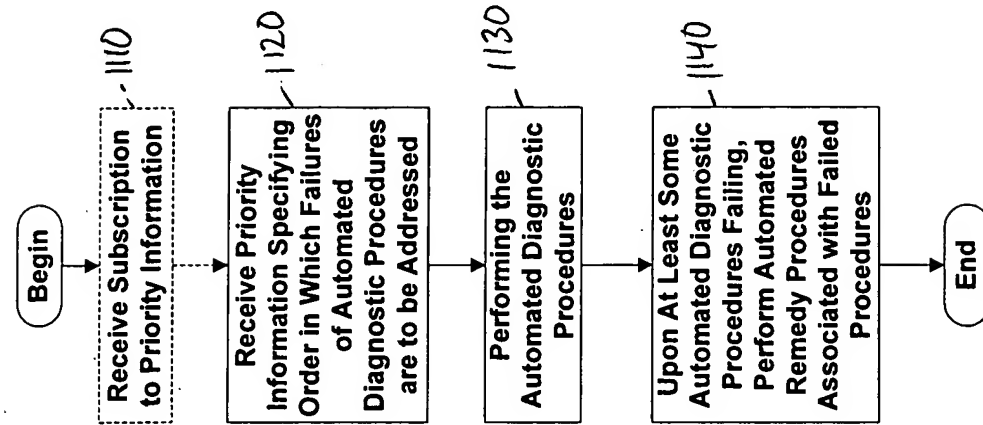 Begin
Receive Subscription
to Priority Information
1110
Receive Priority
Information Specifying
Order in Which Failures
of Automated
Diagnostic Procedures
are to be Addressed
1120
Performing the
Automated Diagnostic
Procedures
1130
Upon At Least Some
Automated Diagnostic
Procedures Failing,
Perform Automated
Remedy Procedures
Associated with Failed
Procedures
1140
End